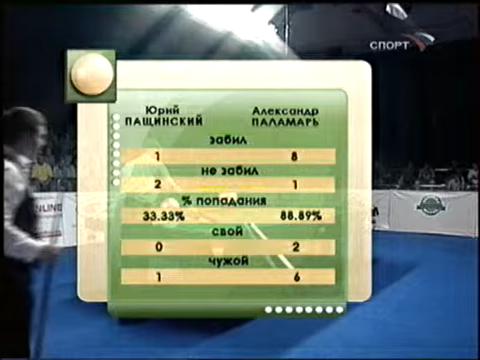 СПОРТ
Юрий Александр
ПАЩИНСКИЙ ПАЛАМАРЬ
забил
1 8
не забил
2 1
% попадания
33.33% 88.89%
свой
0 2
чужой
1 6